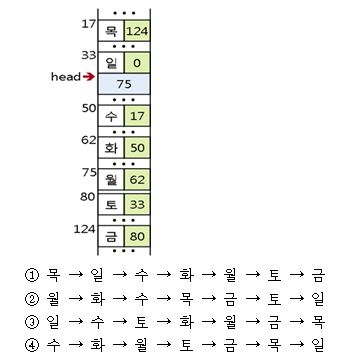 • • •
17 목 124
• • •
33 일 0
head➔ 75
• • •
50 수 17
• • •
62 화 50
• • •
75 월 62
80 토 33
• • •
124 금 80
• • •
① 목 → 일 → 수 → 화 → 월 → 토 → 금
② 월 → 화 → 수 → 목 → 금 → 토 → 일
③ 일 → 수 → 토 → 화 → 월 → 금 → 목
④ 수 → 화 → 월 → 토 → 금 → 목 → 일